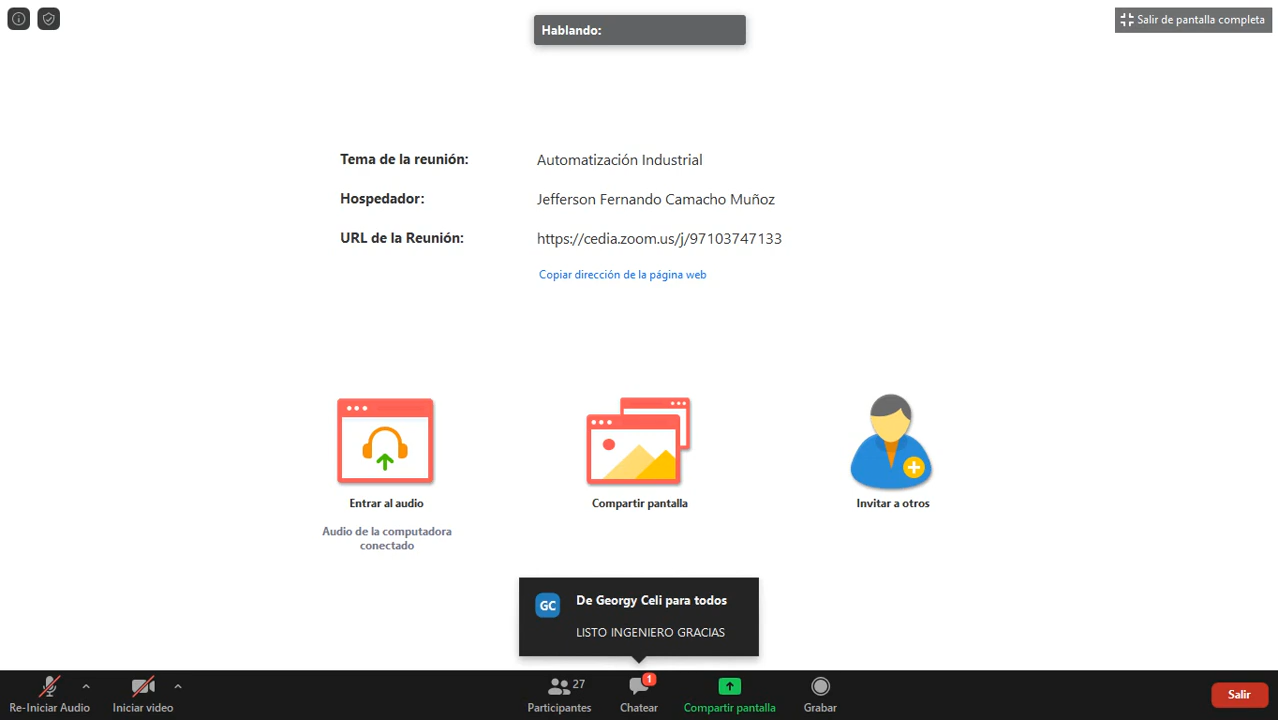 Hablando:
Salir de pantalla completa
Tema de la reunión: Automatización Industrial
Hospedador: Jefferson Fernando Camacho Muñoz
URL de la Reunión: https://cedia.zoom.us/j/97103747133
Copiar dirección de la página web
Entrar al audio
Audio de la computadora
conectado
Compartir pantalla
Invitar a otros
GC
De Georgy Celi para todos
LISTO INGENIERO GRACIAS
Re-Iniciar Audio
Iniciar video
27
Participantes
1
Chatear
Compartir pantalla
Grabar
Salir